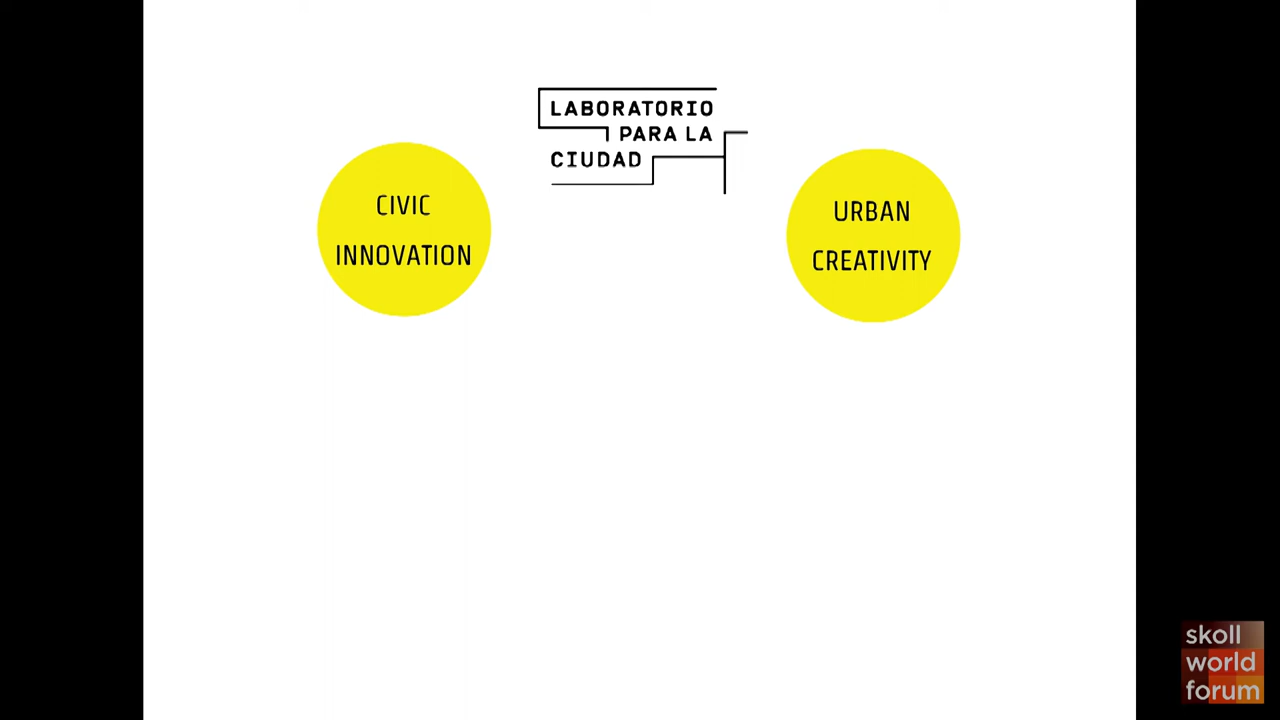 LABORATORIO
PARA LA
CIUDAD
CIVIC
INNOVATION
URBAN
CREATIVITY
skoll
world
forum